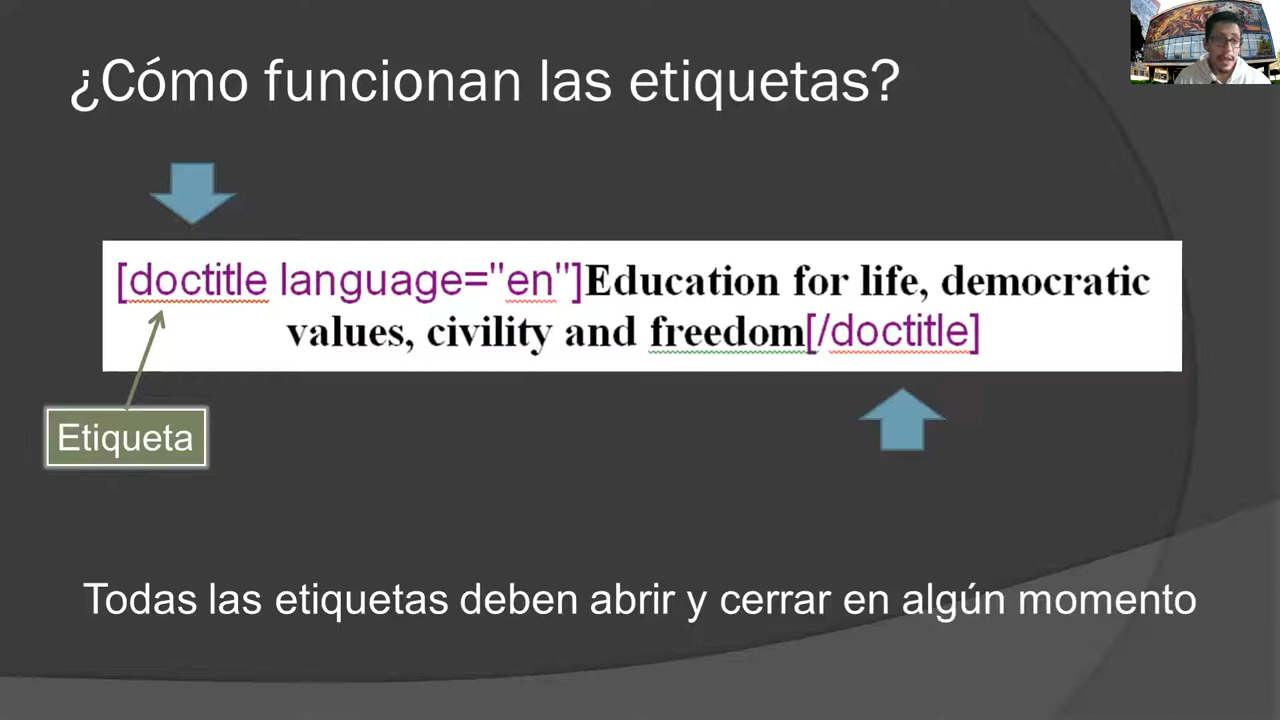 ¿Cómo funcionan las etiquetas?
[doctitle language="en"]Education for life, democratic
values, civility and freedom[/doctitle]
Etiqueta
Todas las etiquetas deben abrir y cerrar en algún momento